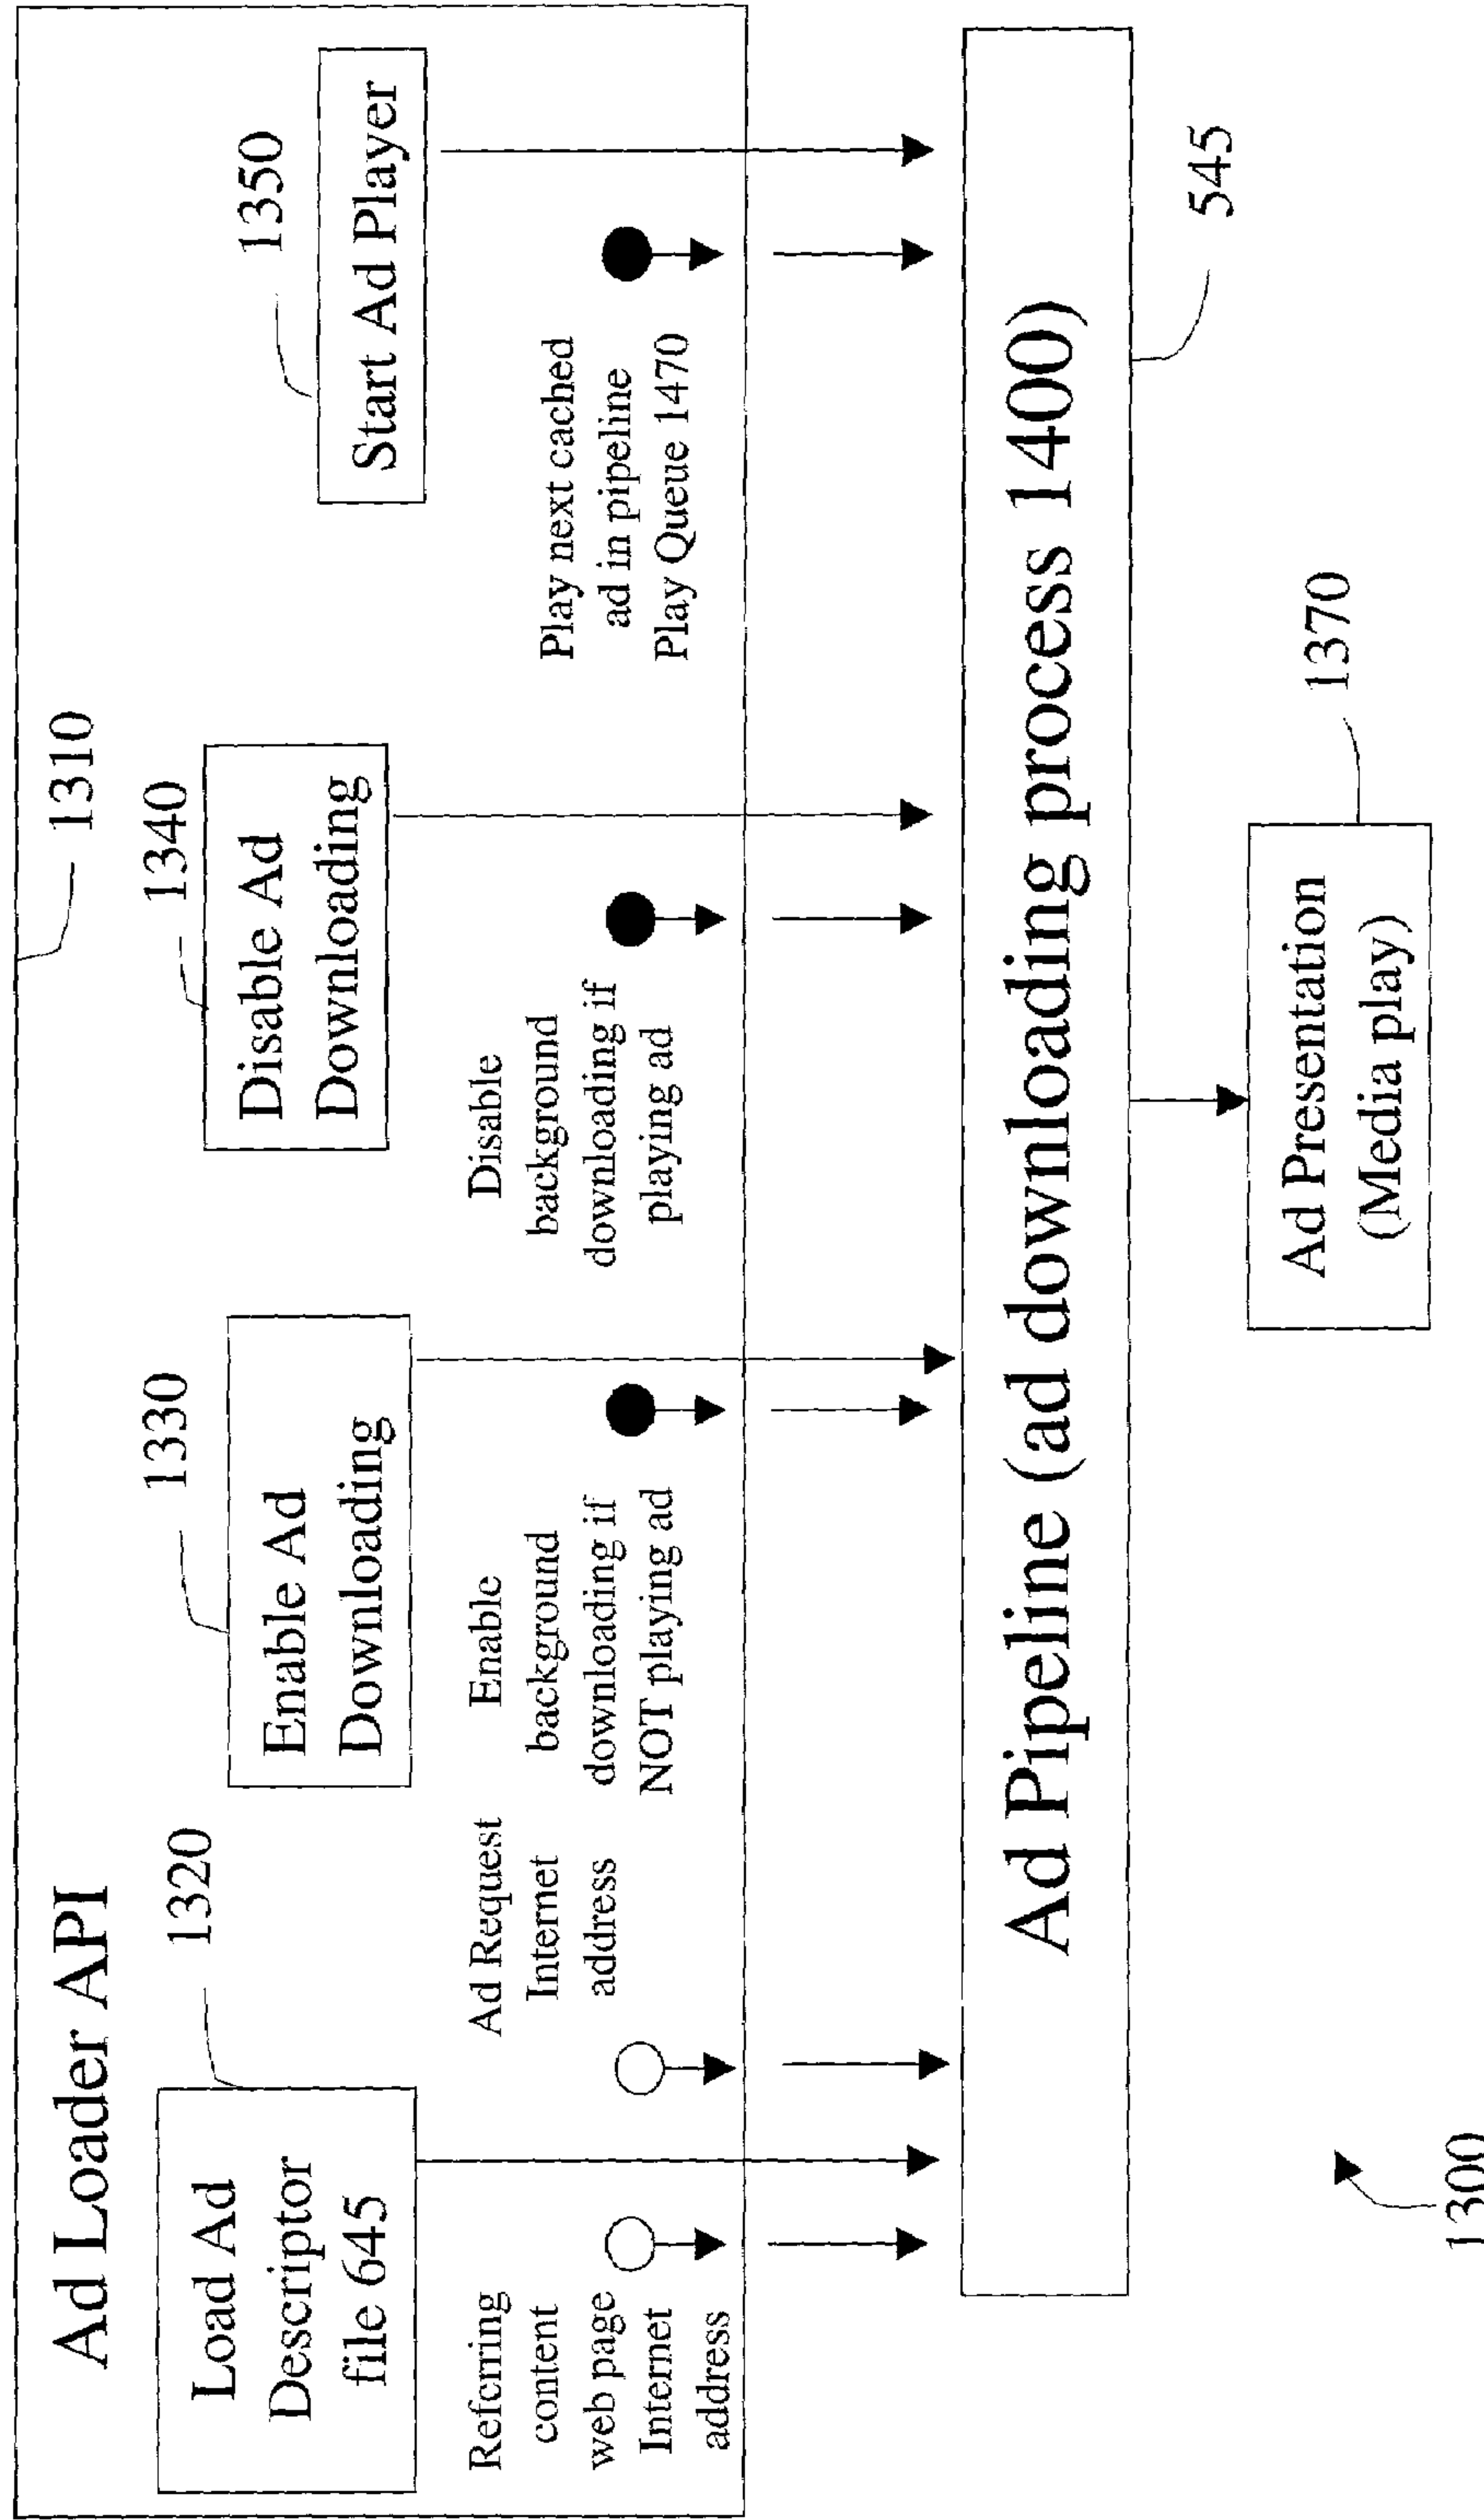 Ad Loader API
1310
1320
Load Ad
Descriptor
file 645
1330
Enable Ad
Downloading
1340
Disable Ad
Downloading
1350
Start Ad Player
Referring
content
web page
Internet
address
Ad Request
Internet
address
Enable
background
downloading if
NOT playing ad
Disable
background
downloading if
playing ad
Play next cached
ad in pipeline
Play Queue 1470
Ad Pipeline (ad downloading process 1400)
545
Ad Presentation
(Media play)
1370
1300